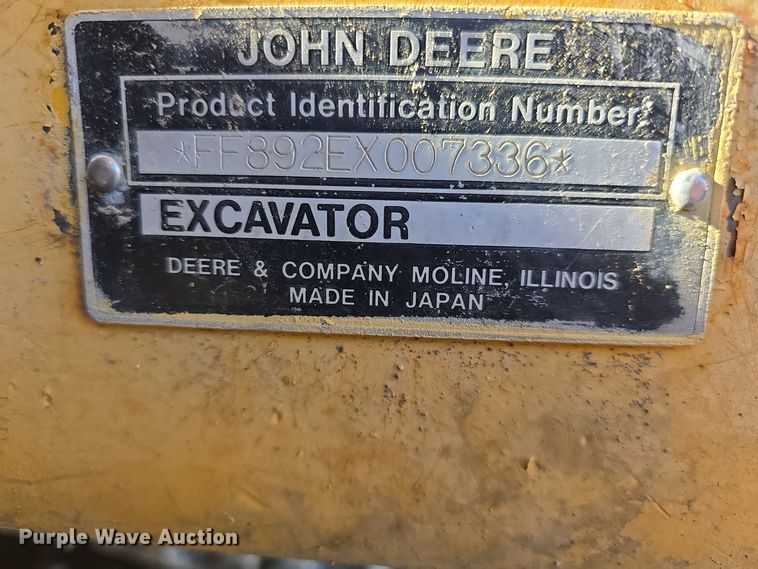 JOHN DEERE
Product Identification Number
*FF892EX007336*
EXCAVATOR
DEERE & COMPANY MOLINE, ILLINOIS
MADE IN JAPAN
Purple Wave Auction